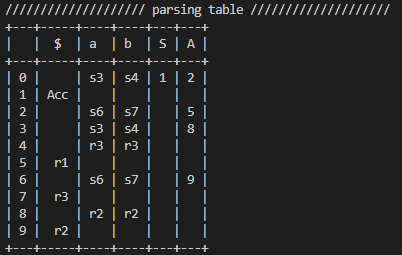 //////////////////// parsing table ////////////////////
+---+-----+----+----+---+---+
|   |  $  | a  | b  | S | A |
+---+-----+----+----+---+---+
| 0 |     | s3 | s4 | 1 | 2 |
| 1 | Acc |    |    |   |   |
| 2 |     | s6 | s7 |   | 5 |
| 3 |     | s3 | s4 |   | 8 |
| 4 |     | r3 | r3 |   |   |
| 5 | r1  |    |    |   |   |
| 6 |     | s6 | s7 |   | 9 |
| 7 | r3  |    |    |   |   |
| 8 |     | r2 | r2 |   |   |
| 9 | r2  |    |    |   |   |
+---+-----+----+----+---+---+